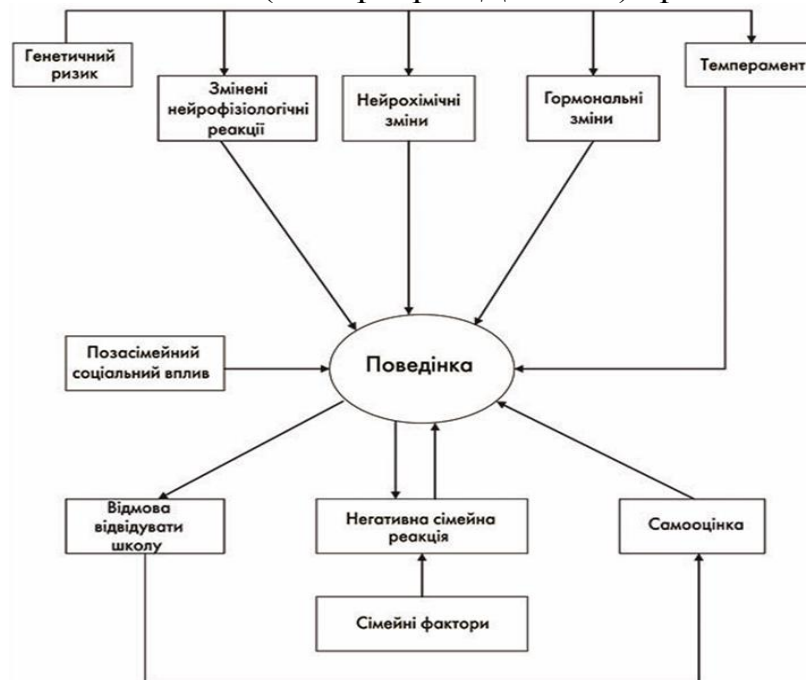 Генетичний
ризик
Змінені
нейрофізіологічні
реакції
Нейрохімічні
зміни
Гормональні
зміни
Темперамент
Позасімейний
соціальний вплив
Поведінка
Відмова
відвідувати
школу
Негативна сімейна
реакція
Самооцінка
Сімейні фактори